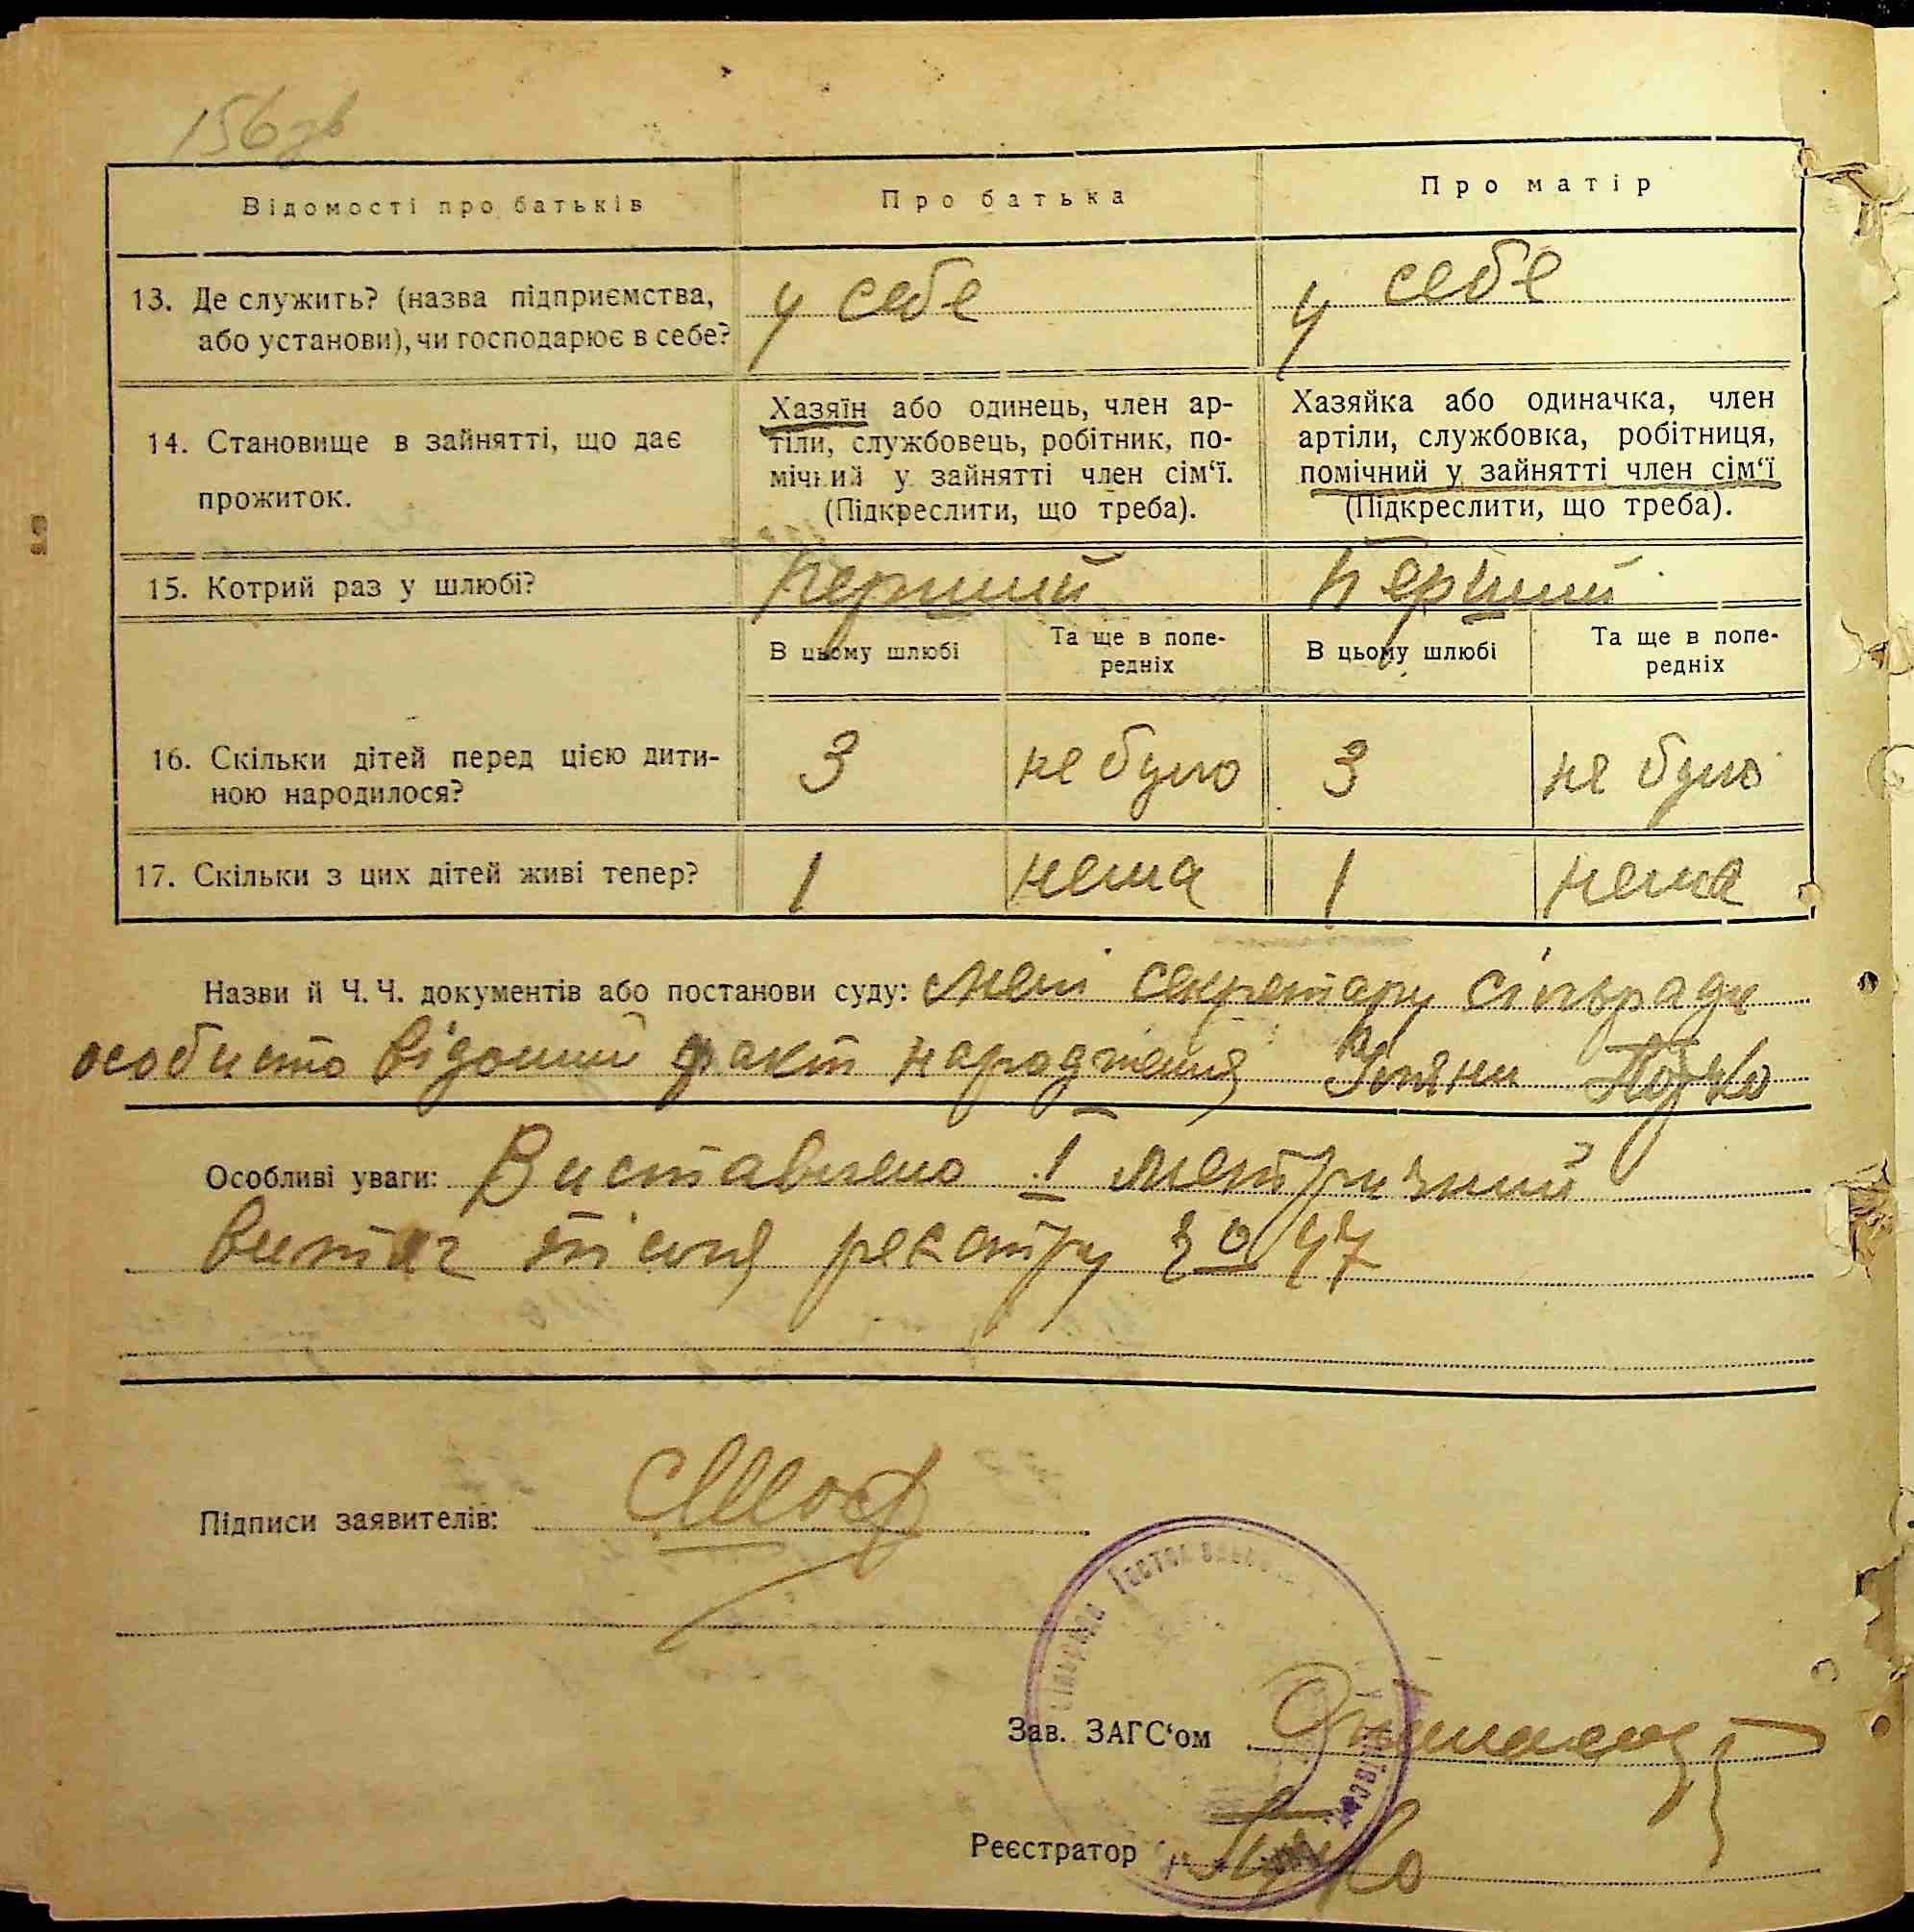 156зв
Відомості про батьків
Про батька
Про матір
13. Де служить? (назва підприємства,
або установи), чи господарює в себе?
у себе
у себе
14. Становище в зайнятті, що дає
прожиток.
Хазяїн або одинець, член ар-
тіли, службовець, робітник, по-
мічний у зайнятті член сім‘ї.
(Підкреслити, що треба).
Хазяйка або одиначка, член
артіли, службовка, робітниця,
помічний у зайнятті член сім‘ї
(Підкреслити, що треба).
15. Котрий раз у шлюбі?
Перший
Перший
В цьому шлюбі
Та ще в попе-
редніх
В цьому шлюбі
Та ще в попе-
редніх
16. Скільки дітей перед цією дити-
ною народилося?
3
не було
3
не було
17. Скільки з цих дітей живі тепер?
1
нема
1
нема
Назви й Ч. Ч. документів або постанови суду: Мені секретару сільради
особисто відомий факт народження
Особливі уваги: Виставлено 1 метричний
витяг після реєстру 47
Підписи заявителів:
Зав. ЗАГС‘ом
Реєстратор